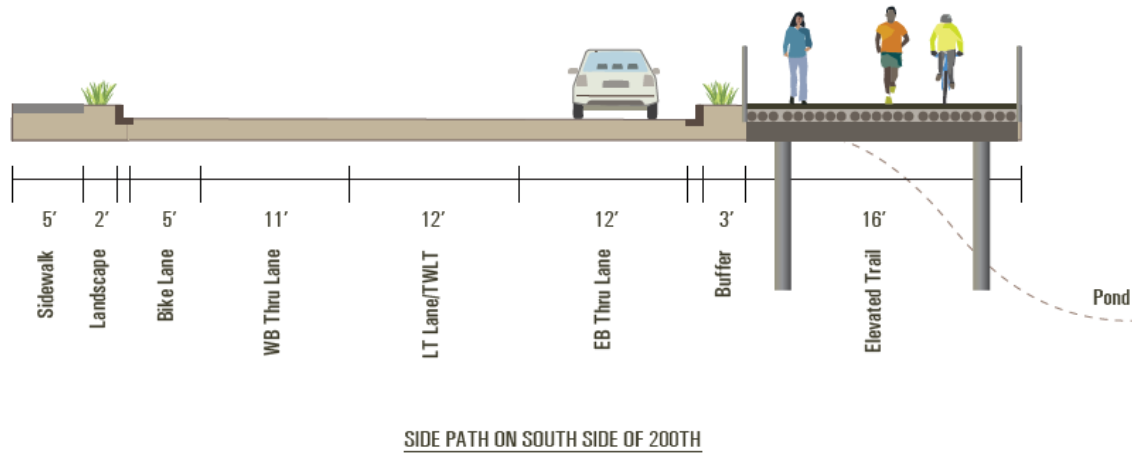 5’ 2’ 5’ 11’ 12’ 12’ 3’ 16’
Sidewalk
Landscape
Bike Lane
WB Thru Lane
LT Lane/TWLT
EB Thru Lane
Buffer
Elevated Trail
Pond
SIDE PATH ON SOUTH SIDE OF 200TH